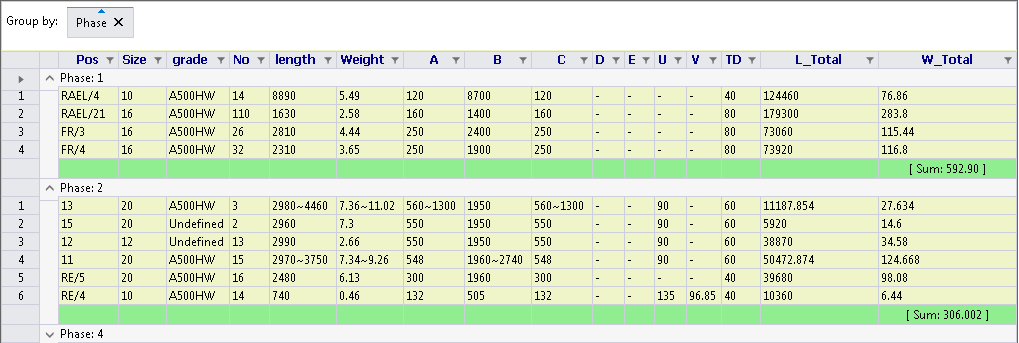 Group by: Phase ✕
Pos Size grade No length Weight A B C D E U V TD L_Total W_Total
Phase: 1
1 RAEL/4 10 A500HW 14 8890 5.49 120 8700 120 - - - - 40 124460 76.86
2 RAEL/21 16 A500HW 110 1630 2.58 160 1400 160 - - - - 80 179300 283.8
3 FR/3 16 A500HW 26 2810 4.44 250 2400 250 - - - - 80 73060 115.44
4 FR/4 16 A500HW 32 2310 3.65 250 1900 250 - - - - 80 73920 116.8
[ Sum: 592.90 ]
Phase: 2
1 13 20 A500HW 3 2980~4460 7.36~11.02 560~1300 1950 560~1300 - - 90 - 60 11187.854 27.634
2 15 20 Undefined 2 2960 7.3 550 1950 550 - - 90 - 60 5920 14.6
3 12 12 Undefined 13 2990 2.66 550 1950 550 - - 90 - 60 38870 34.58
4 11 20 A500HW 15 2970~3750 7.34~9.26 548 1960~2740 548 - - 90 - 60 50472.874 124.668
5 RE/5 20 A500HW 16 2480 6.13 300 1960 300 - - - - 40 39680 98.08
6 RE/4 10 A500HW 14 740 0.46 132 505 132 - - 135 96.85 40 10360 6.44
[ Sum: 306.002 ]
Phase: 4